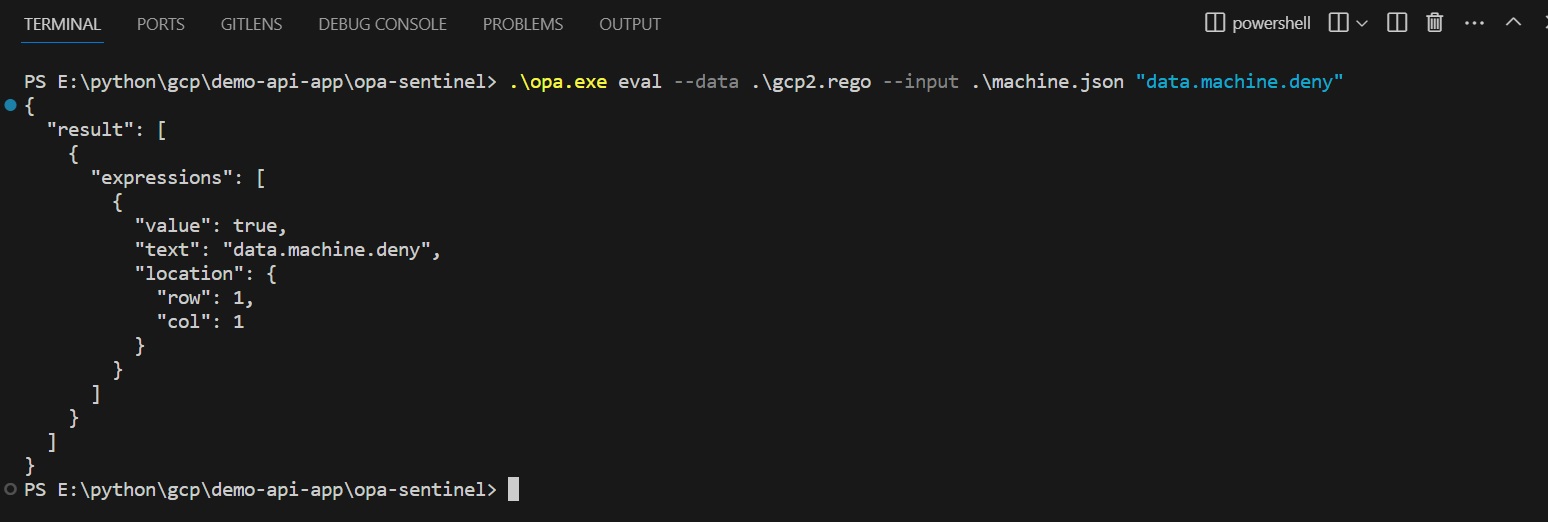 TERMINAL PORTS GITLENS DEBUG CONSOLE PROBLEMS OUTPUT powershell
PS E:\python\gcp\demo-api-app\opa-sentinel> .\opa.exe eval --data .\gcp2.rego --input .\machine.json "data.machine.deny"
{
  "result": [
    {
      "expressions": [
        {
          "value": true,
          "text": "data.machine.deny",
          "location": {
            "row": 1,
            "col": 1
          }
        }
      ]
    }
  ]
}
PS E:\python\gcp\demo-api-app\opa-sentinel>